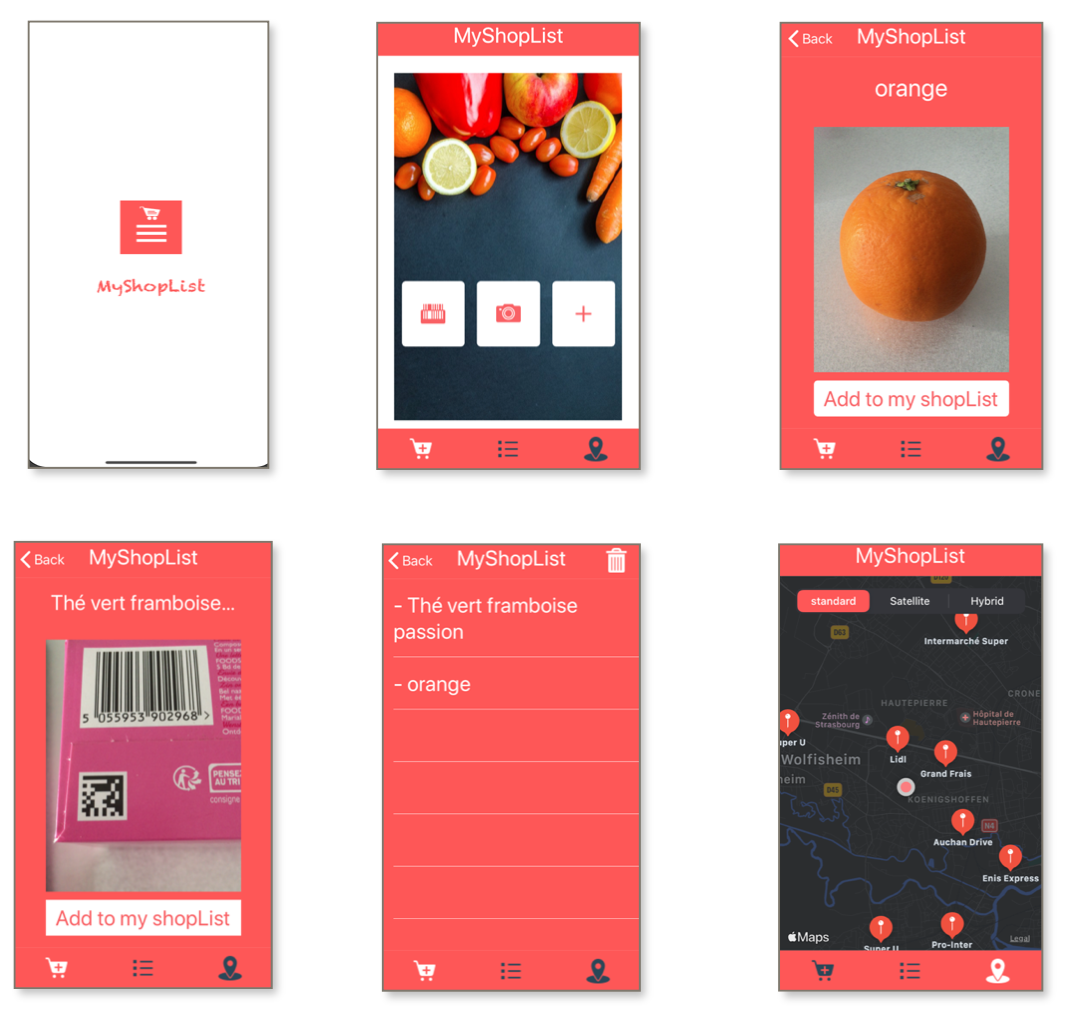 MyShopList
MyShopList
Back MyShopList
orange
Add to my shopList
Back MyShopList
Thé vert framboise...
FOODS
5 055953 902968 >
PENSEZ
AU TRI
consigne
Add to my shopList
Back MyShopList
- Thé vert framboise
passion
- orange
MyShopList
standard Satellite Hybrid
D63
Intermarché Super
CRONE
HAUTEPIERRE
Zénith de
Strasbourg
Hôpital de
Hautepierre
uper U
Lidl
Wolfisheim
Grand Frais
heim
D45
KOENIGSHOFFEN
N4
Auchan Drive
Enis Express
Super U
Pro-Inter
Maps
Legal